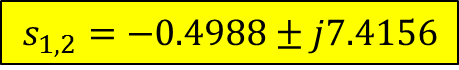 s₁,₂ = −0.4988 ± j7.4156